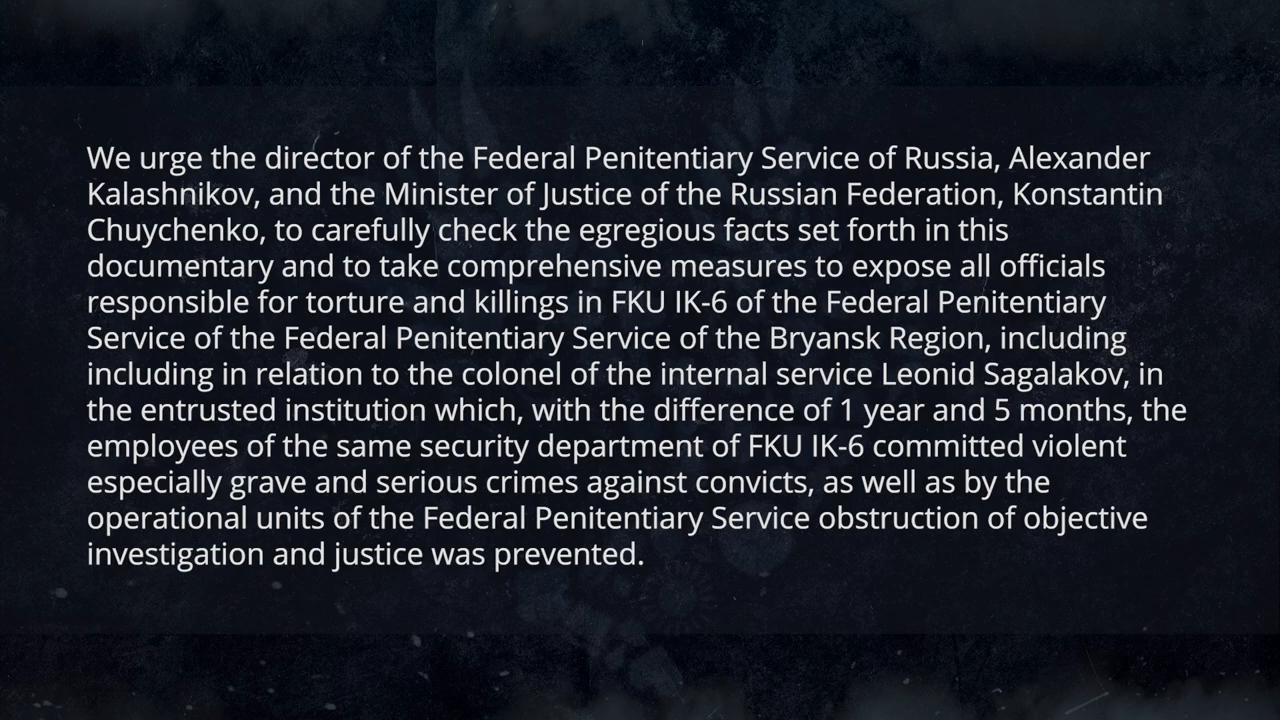 We urge the director of the Federal Penitentiary Service of Russia, Alexander
Kalashnikov, and the Minister of Justice of the Russian Federation, Konstantin
Chuychenko, to carefully check the egregious facts set forth in this
documentary and to take comprehensive measures to expose all officials
responsible for torture and killings in FKU IK-6 of the Federal Penitentiary
Service of the Federal Penitentiary Service of the Bryansk Region, including
including in relation to the colonel of the internal service Leonid Sagalakov, in
the entrusted institution which, with the difference of 1 year and 5 months, the
employees of the same security department of FKU IK-6 committed violent
especially grave and serious crimes against convicts, as well as by the
operational units of the Federal Penitentiary Service obstruction of objective
investigation and justice was prevented.